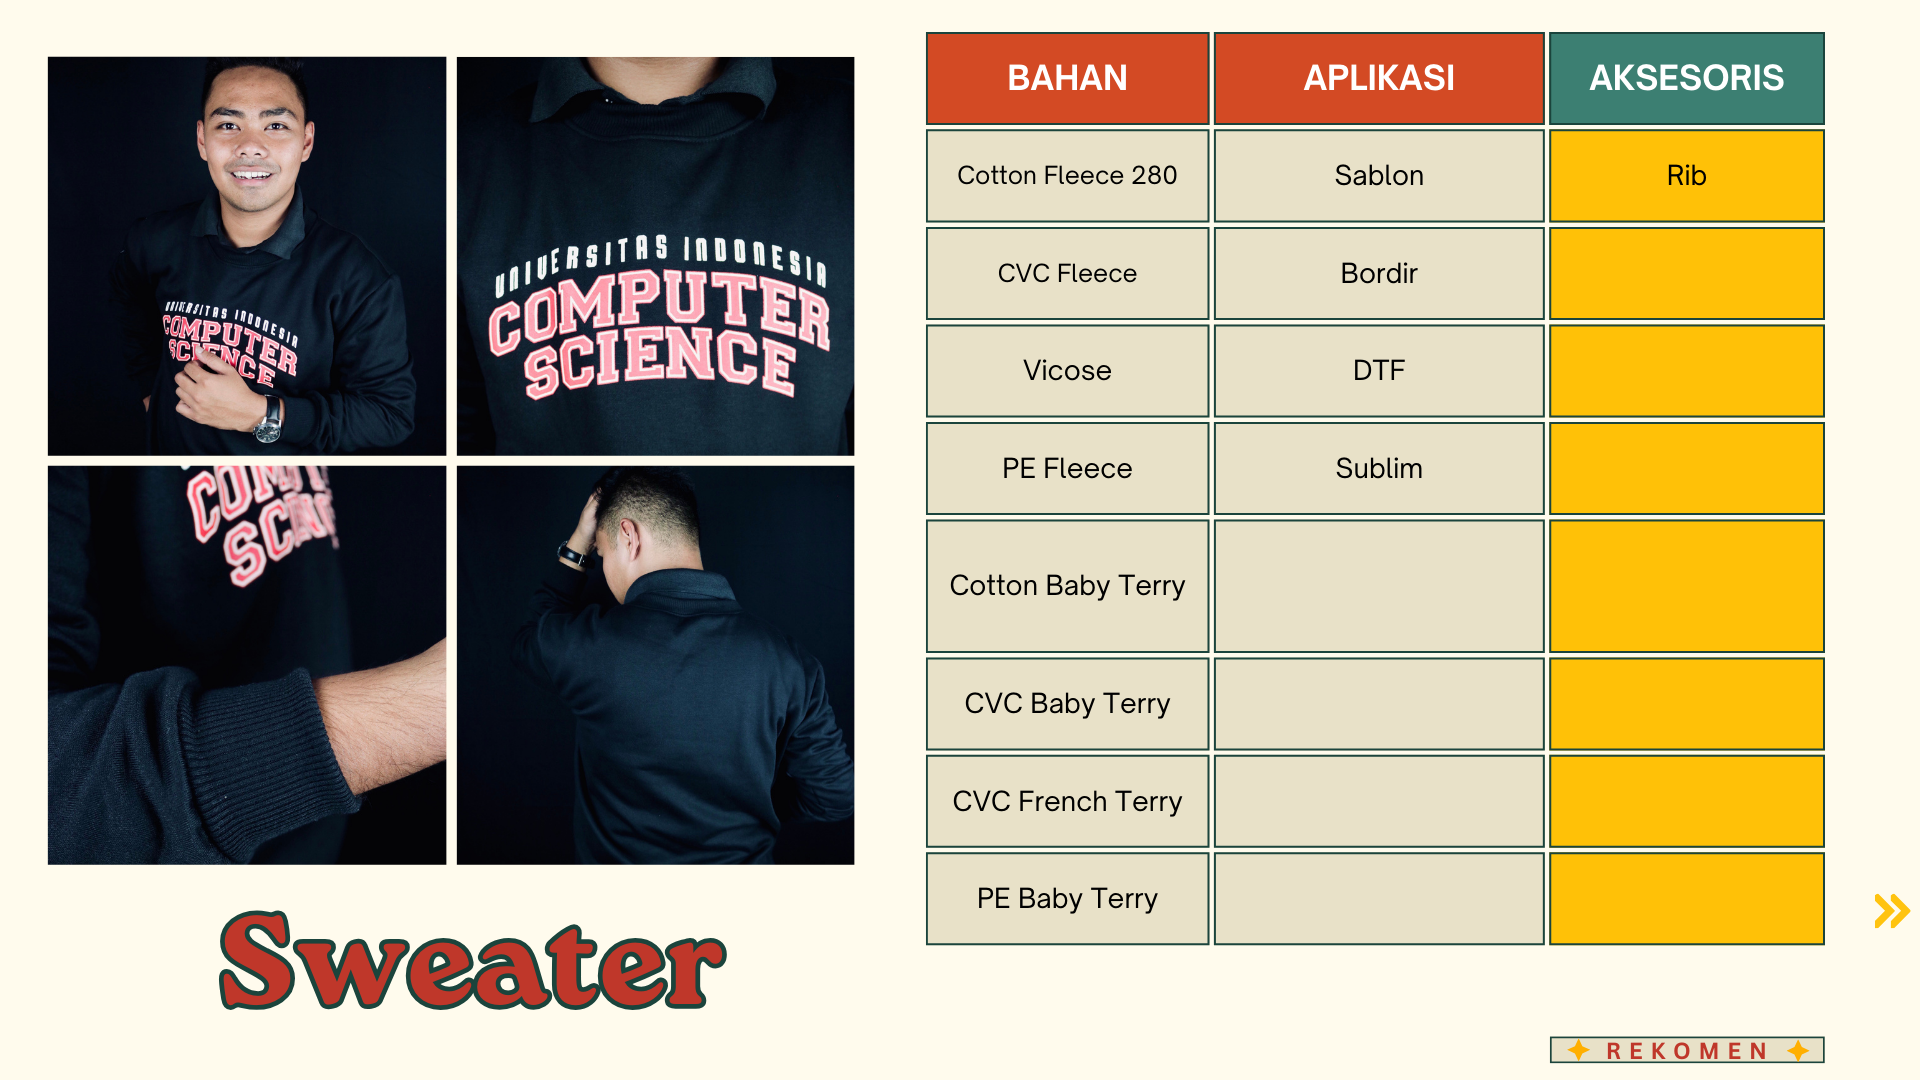 UNIVERSITAS INDONESIA
COMPUTER
SCIENCE
UNIVERSITAS INDONESIA
COMPUTER
SCIENCE
Sweater
BAHAN APLIKASI AKSESORIS
Cotton Fleece 280 Sablon Rib
CVC Fleece Bordir
Vicose DTF
PE Fleece Sublim
Cotton Baby Terry
CVC Baby Terry
CVC French Terry
PE Baby Terry
REKOMEN